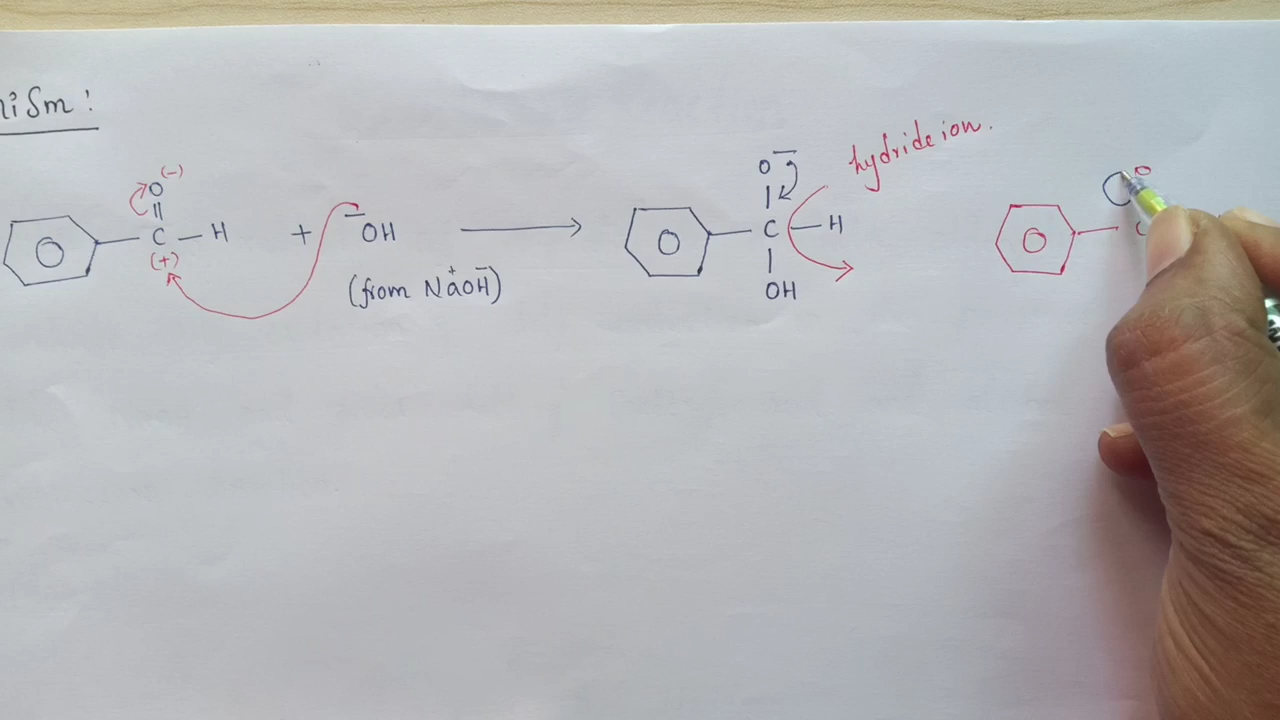 niSm :
O (-)
C — H
(+)
+
OH
(from NaOH)
+ -
O
C — H
OH
hydride ion.
O
C